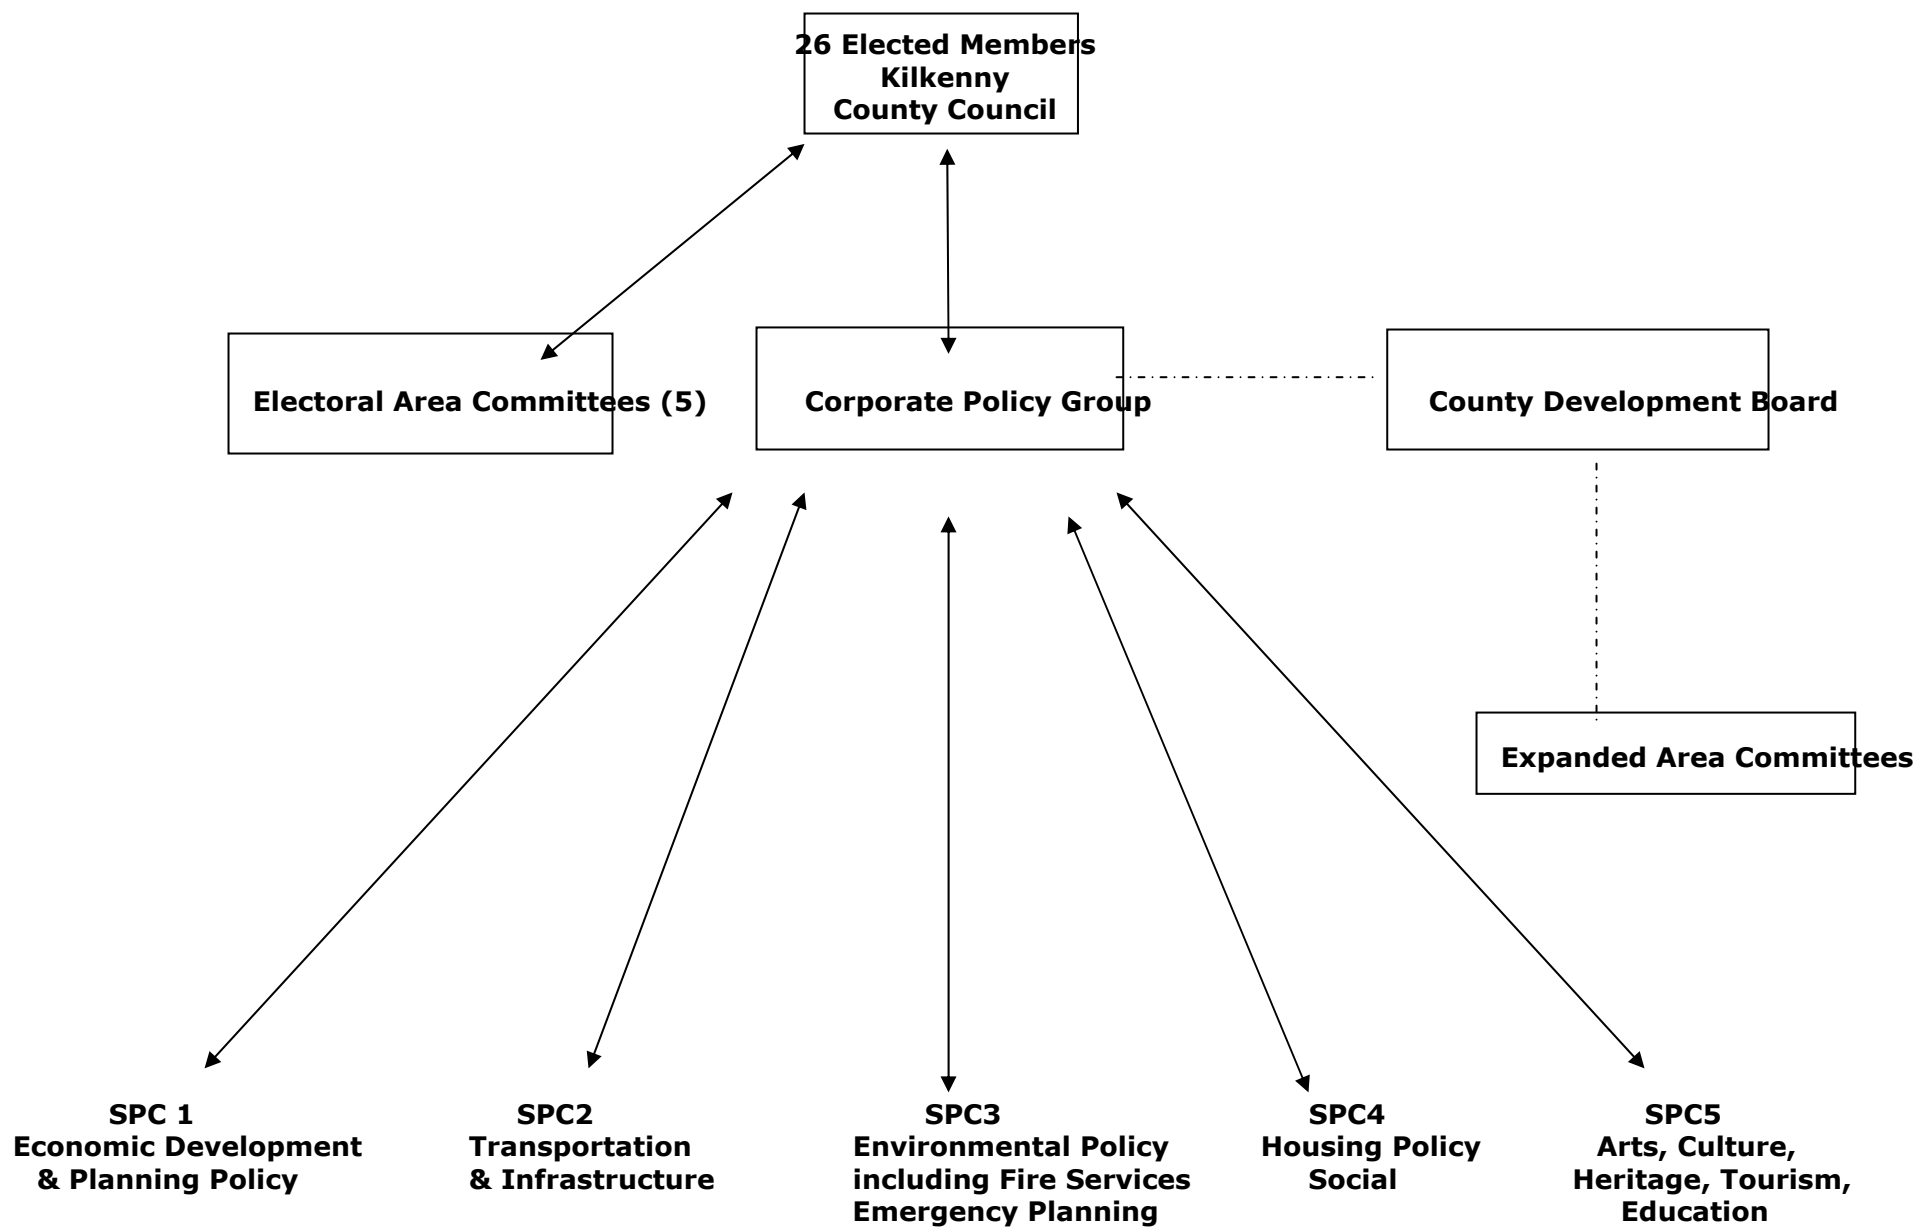 26 Elected Members
Kilkenny
County Council
Electoral Area Committees (5)
Corporate Policy Group
County Development Board
Expanded Area Committees
SPC 1
Economic Development
& Planning Policy
SPC2
Transportation
& Infrastructure
SPC3
Environmental Policy
including Fire Services
Emergency Planning
SPC4
Housing Policy
Social
SPC5
Arts, Culture,
Heritage, Tourism,
Education